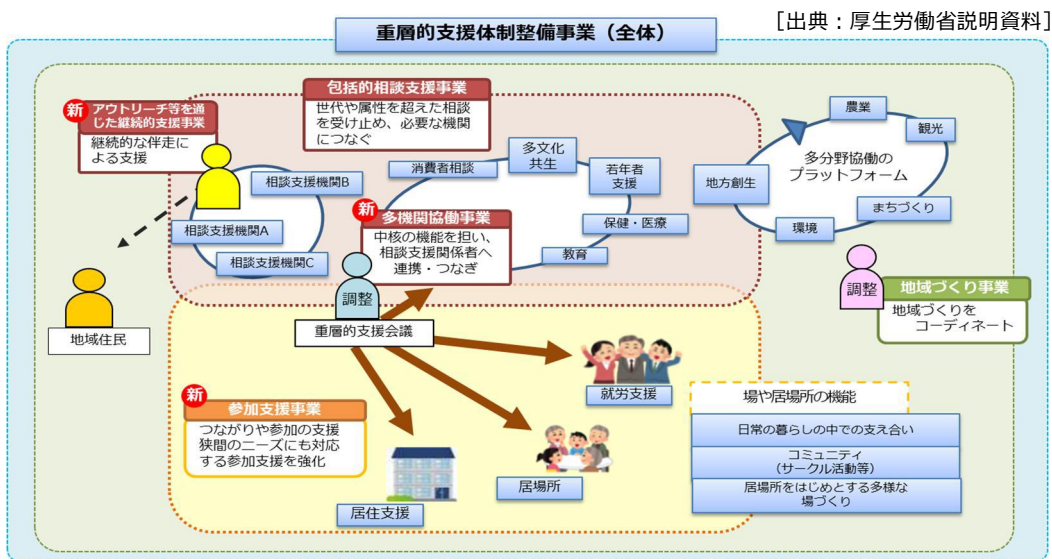 [出典：厚生労働省説明資料]
重層的支援体制整備事業（全体）
新
アウトリーチ等を通
じた継続的支援事業
継続的な伴走に
よる支援
包括的相談支援事業
世代や属性を超えた相談
を受け止め、必要な機関
につなぐ
相談支援機関B
相談支援機関A
相談支援機関C
消費者相談
多文化
共生
若年者
支援
保健・医療
教育
新
多機関協働事業
中核の機能を担い、
相談支援関係者へ
連携・つなぎ
調整
重層的支援会議
農業
観光
まちづくり
環境
地方創生
多分野協働の
プラットフォーム
調整
地域づくり事業
地域づくりを
コーディネート
地域住民
新
参加支援事業
つながりや参加の支援
狭間のニーズにも対応
する参加支援を強化
就労支援
居場所
居住支援
場や居場所の機能
日常の暮らしの中での支え合い
コミュニティ
（サークル活動等）
居場所をはじめとする多様な
場づくり